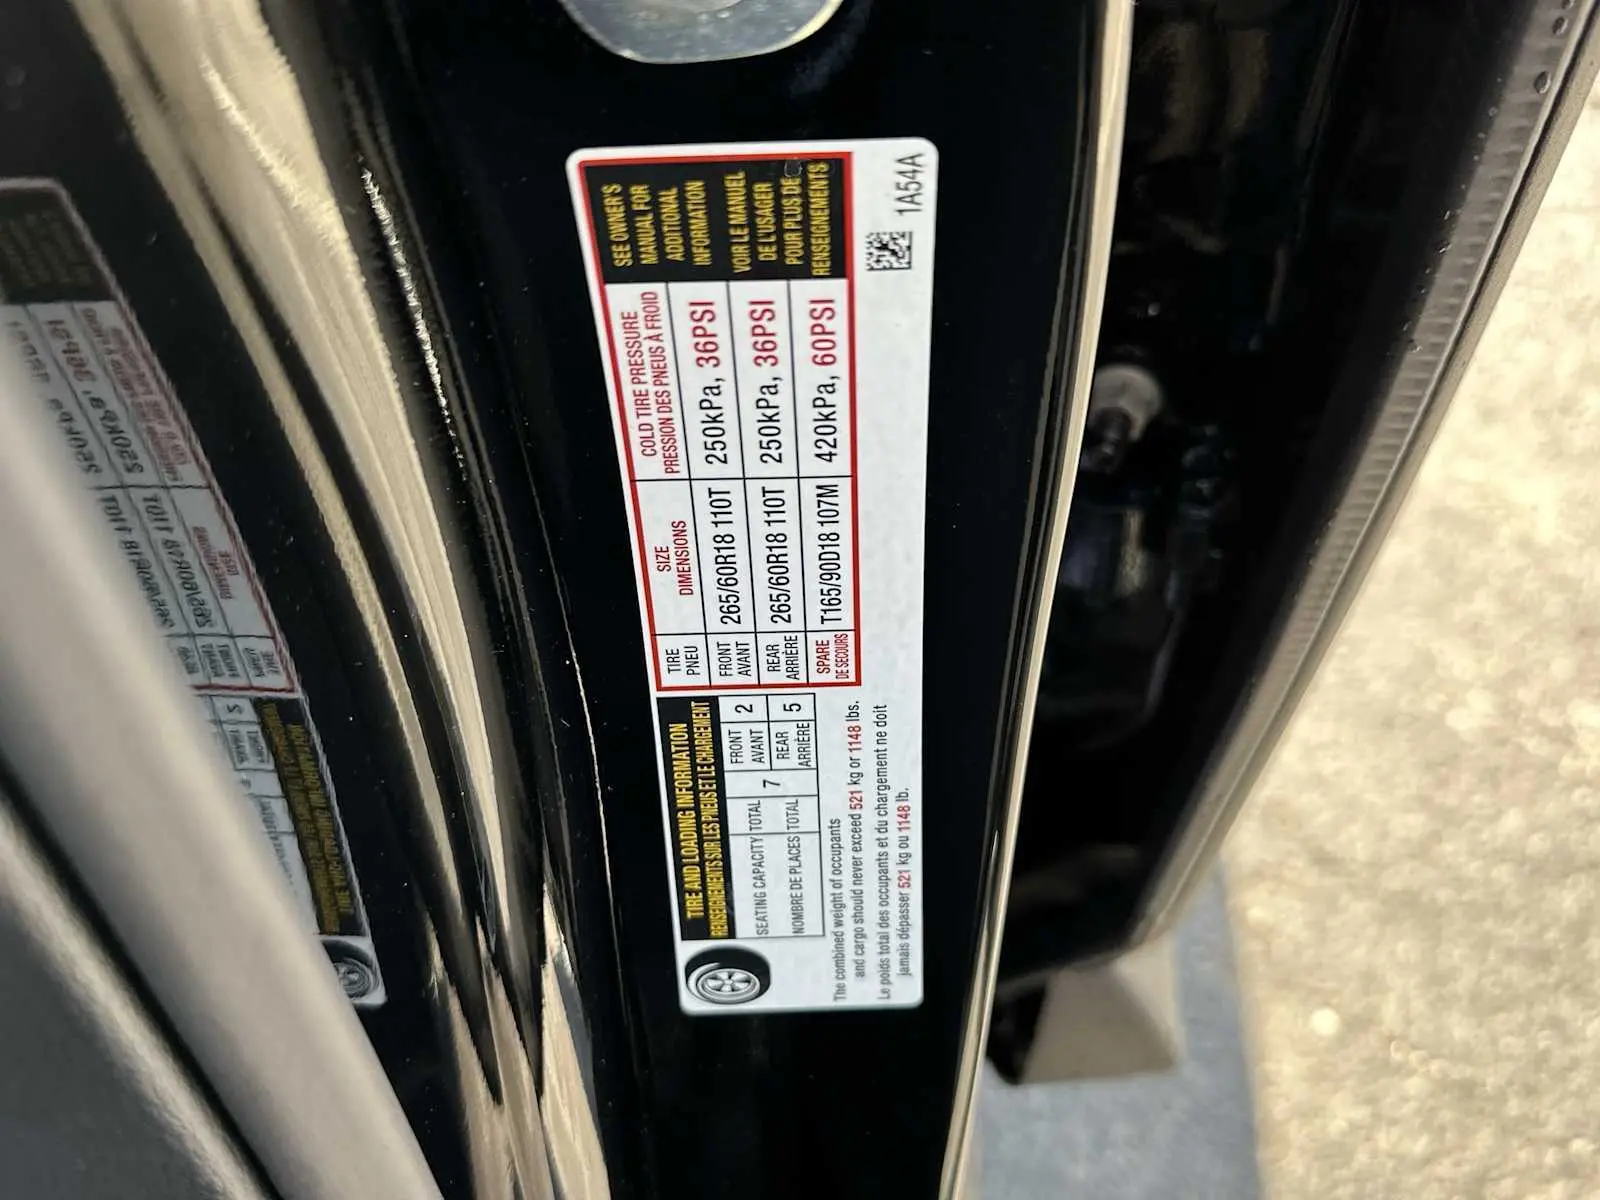 TIRE AND LOADING INFORMATION
RENSEIGNEMENTS SUR LES PNEUS ET LE CHARGEMENT
SEATING CAPACITY TOTAL 7 FRONT 2
AVANT
NOMBRE DE PLACES TOTAL REAR 5
ARRIÈRE
The combined weight of occupants
and cargo should never exceed 521 kg or 1148 lbs.
Le poids total des occupants et du chargement ne doit
jamais dépasser 521 kg ou 1148 lb.
TIRE SIZE COLD TIRE PRESSURE
PNEU DIMENSIONS PRESSION DES PNEUS À FROID
FRONT 265/60R18 110T 250kPa, 36PSI
AVANT
REAR 265/60R18 110T 250kPa, 36PSI
ARRIÈRE
SPARE T165/90D18 107M 420kPa, 60PSI
DE SECOURS
SEE OWNER'S
MANUAL FOR
ADDITIONAL
INFORMATION
VOIR LE MANUEL
DE L'USAGER
POUR PLUS DE
RENSEIGNEMENTS
1A54A